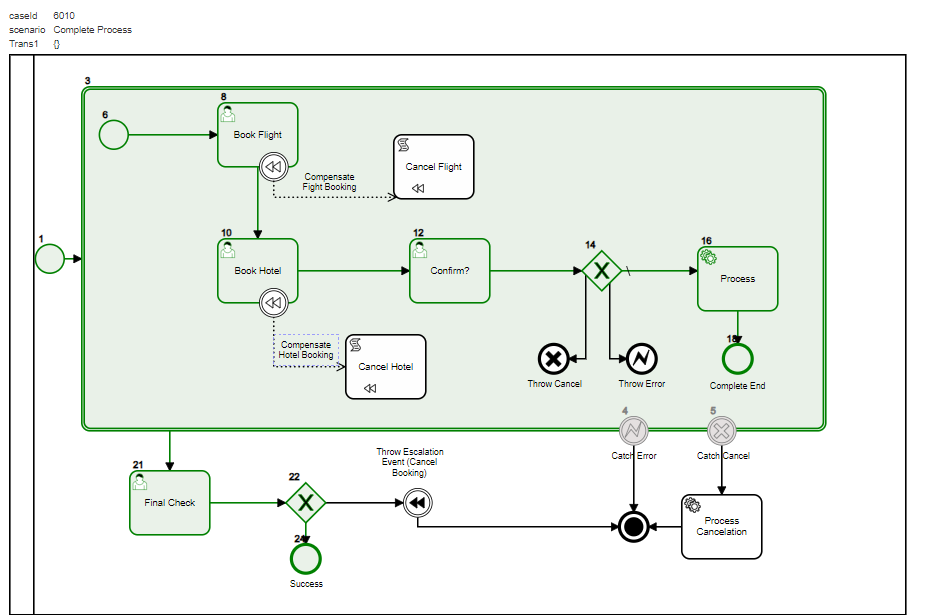 caseId 6010
scenario Complete Process
Trans1 {}
3
6
8
Book Flight
Cancel Flight
Compensate
Fight Booking
1
10
Book Hotel
12
Confirm?
14
X
16
Process
Compensate
Hotel Booking
Cancel Hotel
18
Throw Cancel
Throw Error
Complete End
4
5
Catch Error
Catch Cancel
21
Final Check
22
X
Throw Escalation
Event (Cancel
Booking)
Process
Cancelation
24
Success